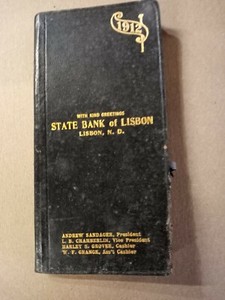 1912
WITH KIND GREETINGS
STATE BANK of LISBON
LISBON, N. D.
ANDREW SANDAGER, President
L. B. CHAMBERLIN, Vice President
HARLEY S. GROVER, Cashier
W. F. GRANGE, Ass't Cashier